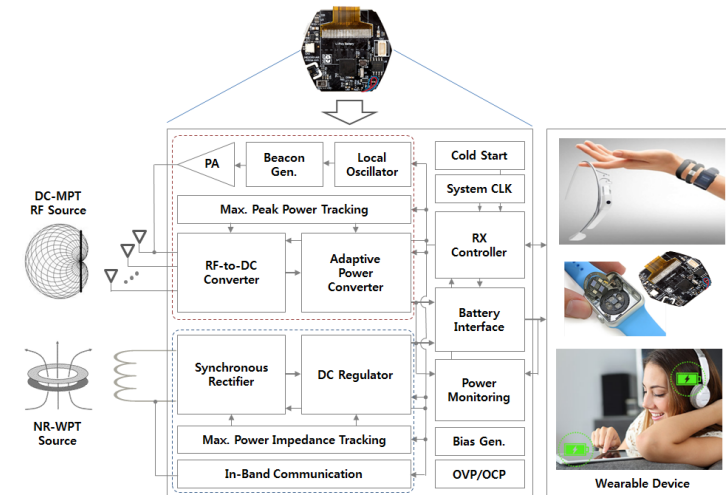 PA
Beacon
Gen.
Local
Oscillator
Cold Start
System CLK
DC-MPT
RF Source
Max. Peak Power Tracking
RX
Controller
RF-to-DC
Converter
Adaptive
Power
Converter
Battery
Interface
Synchronous
Rectifier
DC Regulator
Power
Monitoring
NR-WPT
Source
Max. Power Impedance Tracking
Bias Gen.
In-Band Communication
OVP/OCP
Wearable Device